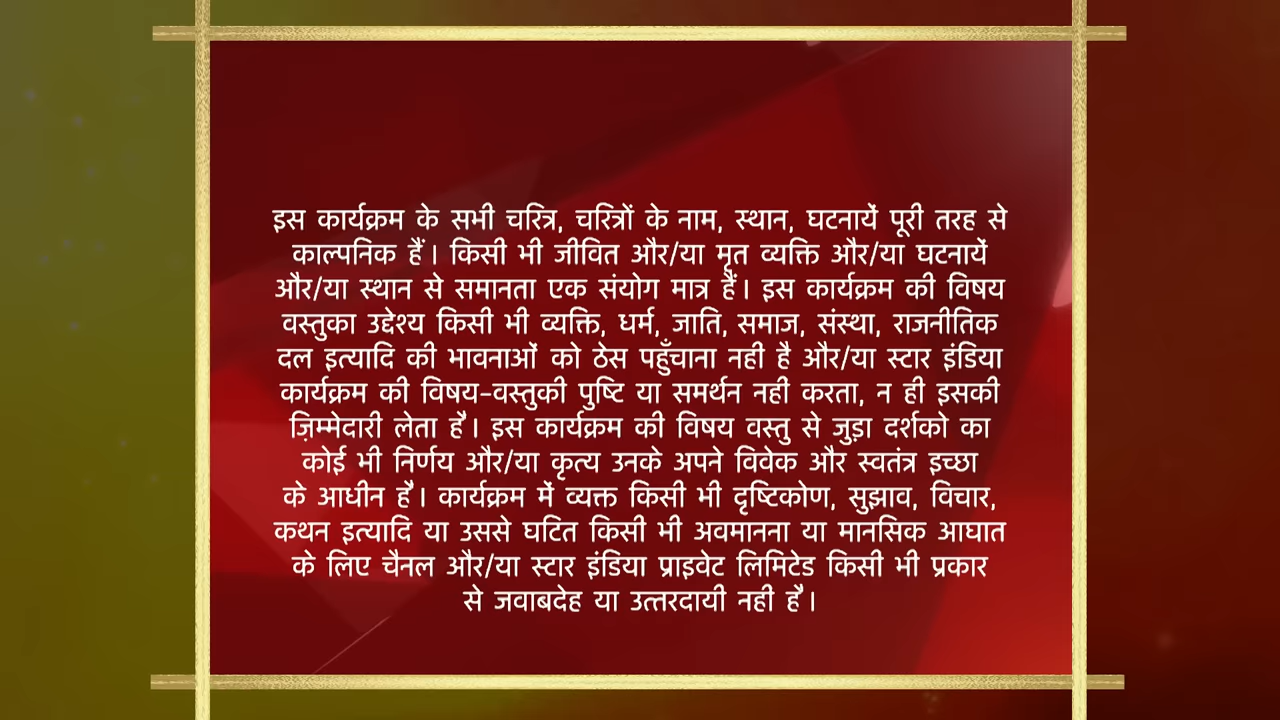 इस कार्यक्रम के सभी चरित्र, चरित्रों के नाम, स्थान, घटनायें पूरी तरह से
काल्पनिक हैं। किसी भी जीवित और/या मृत व्यक्ति और/या घटनायें
और/या स्थान से समानता एक संयोग मात्र हैं। इस कार्यक्रम की विषय
वस्तुका उद्देश्य किसी भी व्यक्ति, धर्म, जाति, समाज, संस्था, राजनीतिक
दल इत्यादि की भावनाओं को ठेस पहुँचाना नही है और/या स्टार इंडिया
कार्यक्रम की विषय-वस्तुकी पुष्टि या समर्थन नही करता, न ही इसकी
ज़िम्मेदारी लेता है। इस कार्यक्रम की विषय वस्तु से जुड़ा दर्शको का
कोई भी निर्णय और/या कृत्य उनके अपने विवेक और स्वतंत्र इच्छा
के आधीन है। कार्यक्रम में व्यक्त किसी भी दृष्टिकोण, सुझाव, विचार,
कथन इत्यादि या उससे घटित किसी भी अवमानना या मानसिक आघात
के लिए चैनल और/या स्टार इंडिया प्राइवेट लिमिटेड किसी भी प्रकार
से जवाबदेह या उत्तरदायी नही है।